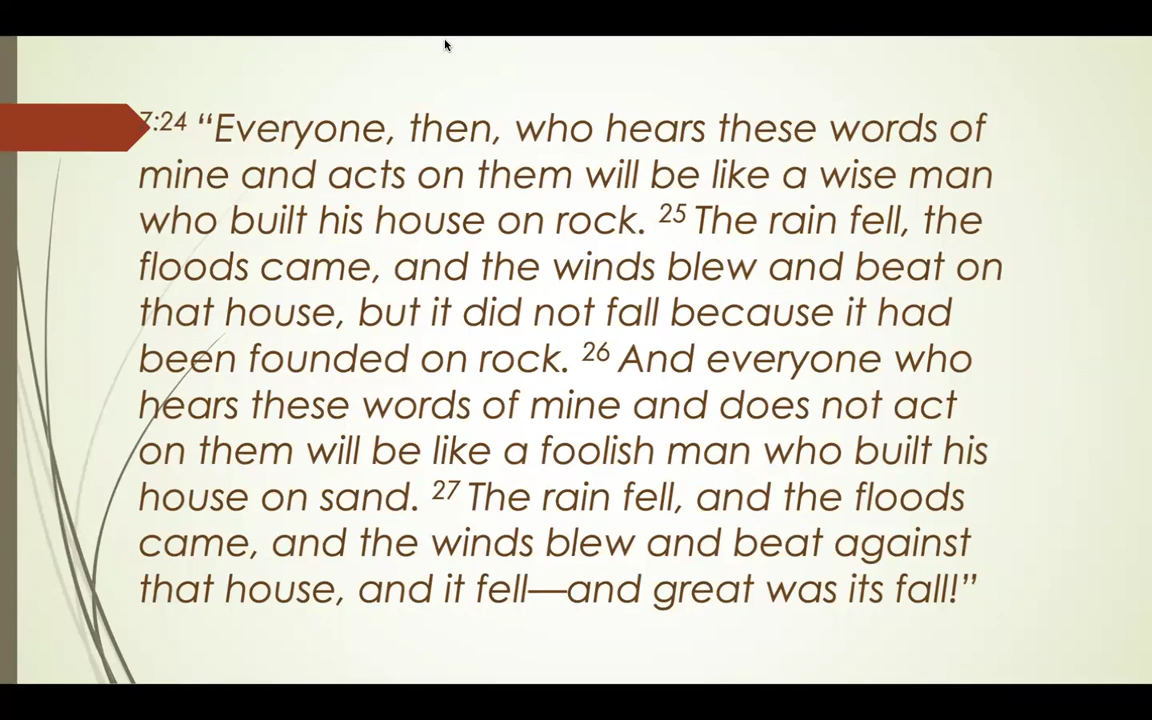 7:24 “Everyone, then, who hears these words of
mine and acts on them will be like a wise man
who built his house on rock. 25 The rain fell, the
floods came, and the winds blew and beat on
that house, but it did not fall because it had
been founded on rock. 26 And everyone who
hears these words of mine and does not act
on them will be like a foolish man who built his
house on sand. 27 The rain fell, and the floods
came, and the winds blew and beat against
that house, and it fell—and great was its fall!”